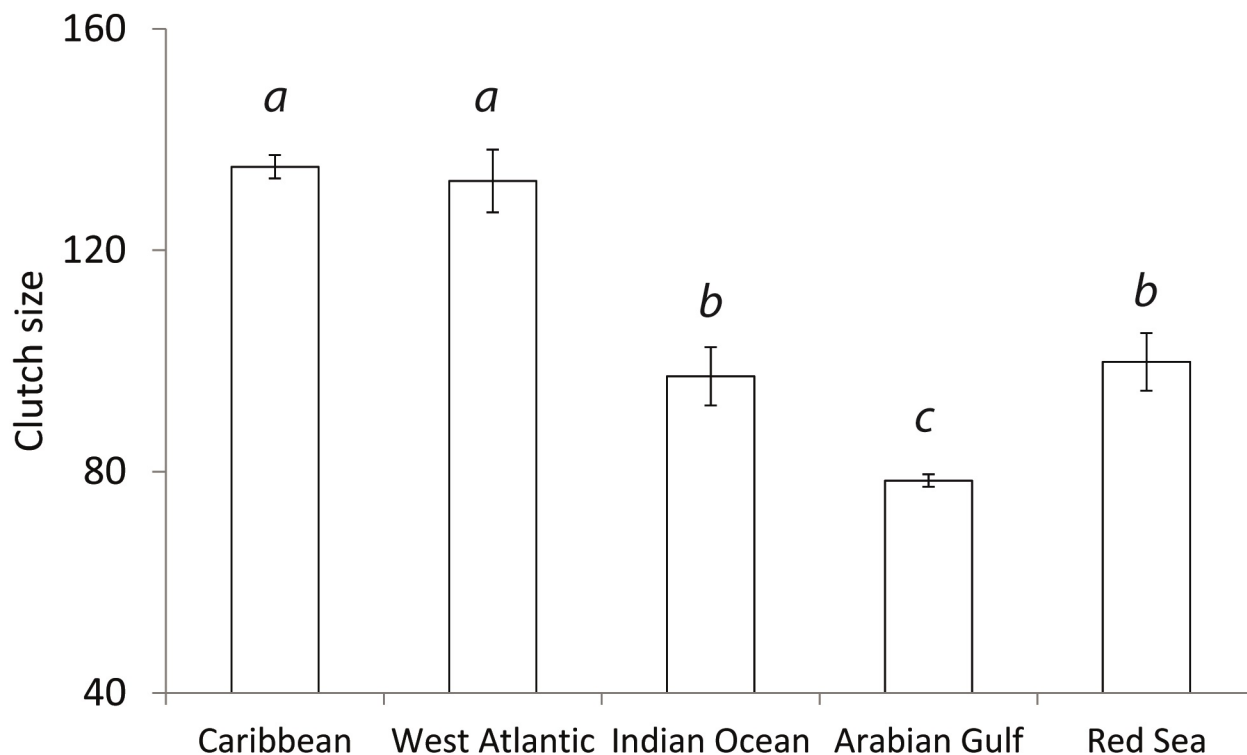 160
a
a
120
b
b
c
80
40
Clutch size
Caribbean West Atlantic Indian Ocean Arabian Gulf Red Sea